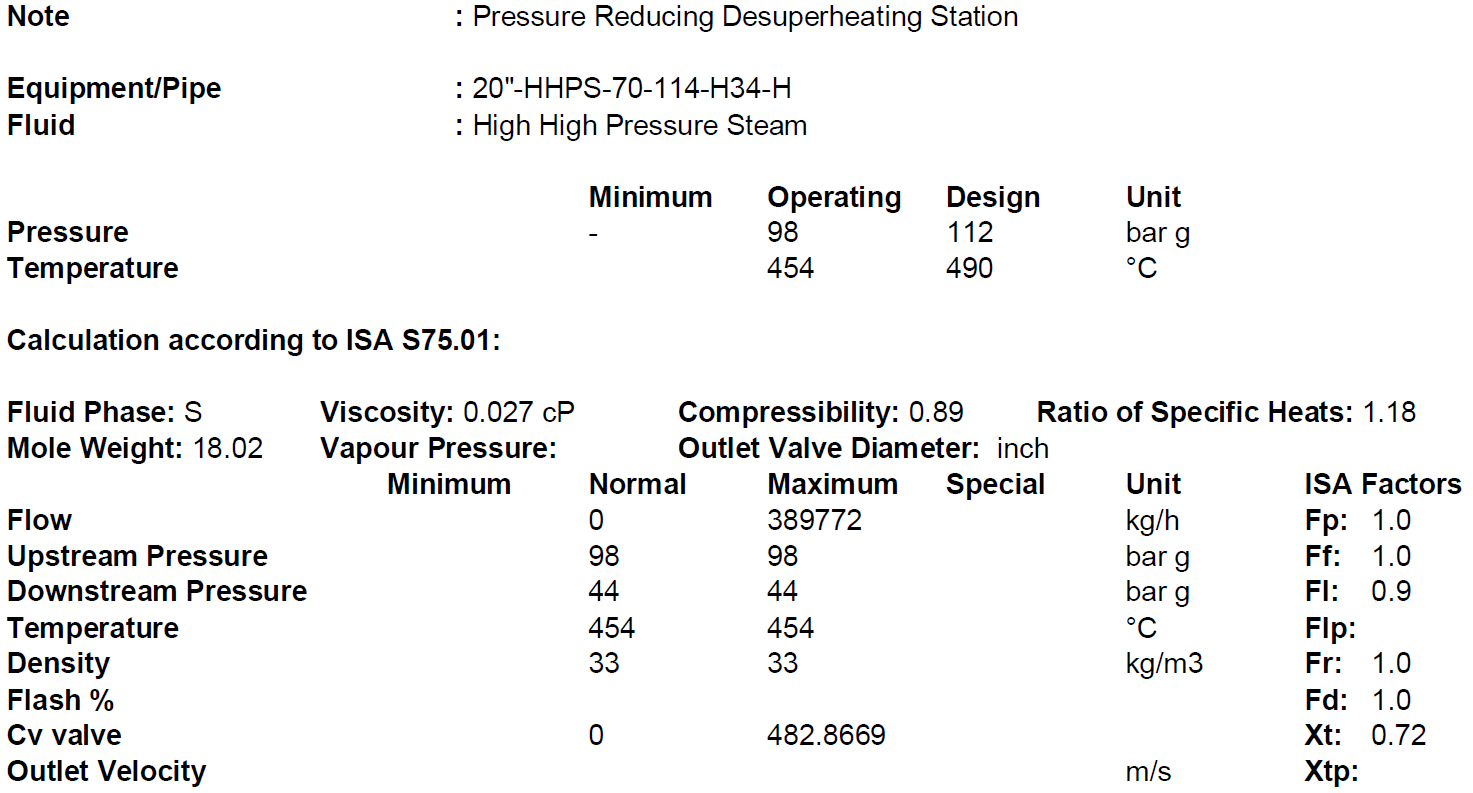 Note : Pressure Reducing Desuperheating Station
Equipment/Pipe : 20"-HHPS-70-114-H34-H
Fluid : High High Pressure Steam
Minimum Operating Design Unit
Pressure - 98 112 bar g
Temperature 454 490 °C
Calculation according to ISA S75.01:
Fluid Phase: S Viscosity: 0.027 cP Compressibility: 0.89 Ratio of Specific Heats: 1.18
Mole Weight: 18.02 Vapour Pressure: Outlet Valve Diameter: inch
Minimum Normal Maximum Special Unit ISA Factors
Flow 0 389772 kg/h Fp: 1.0
Upstream Pressure 98 98 bar g Ff: 1.0
Downstream Pressure 44 44 bar g Fl: 0.9
Temperature 454 454 °C Flp:
Density 33 33 kg/m3 Fr: 1.0
Flash % Fd: 1.0
Cv valve 0 482.8669 Xt: 0.72
Outlet Velocity m/s Xtp: